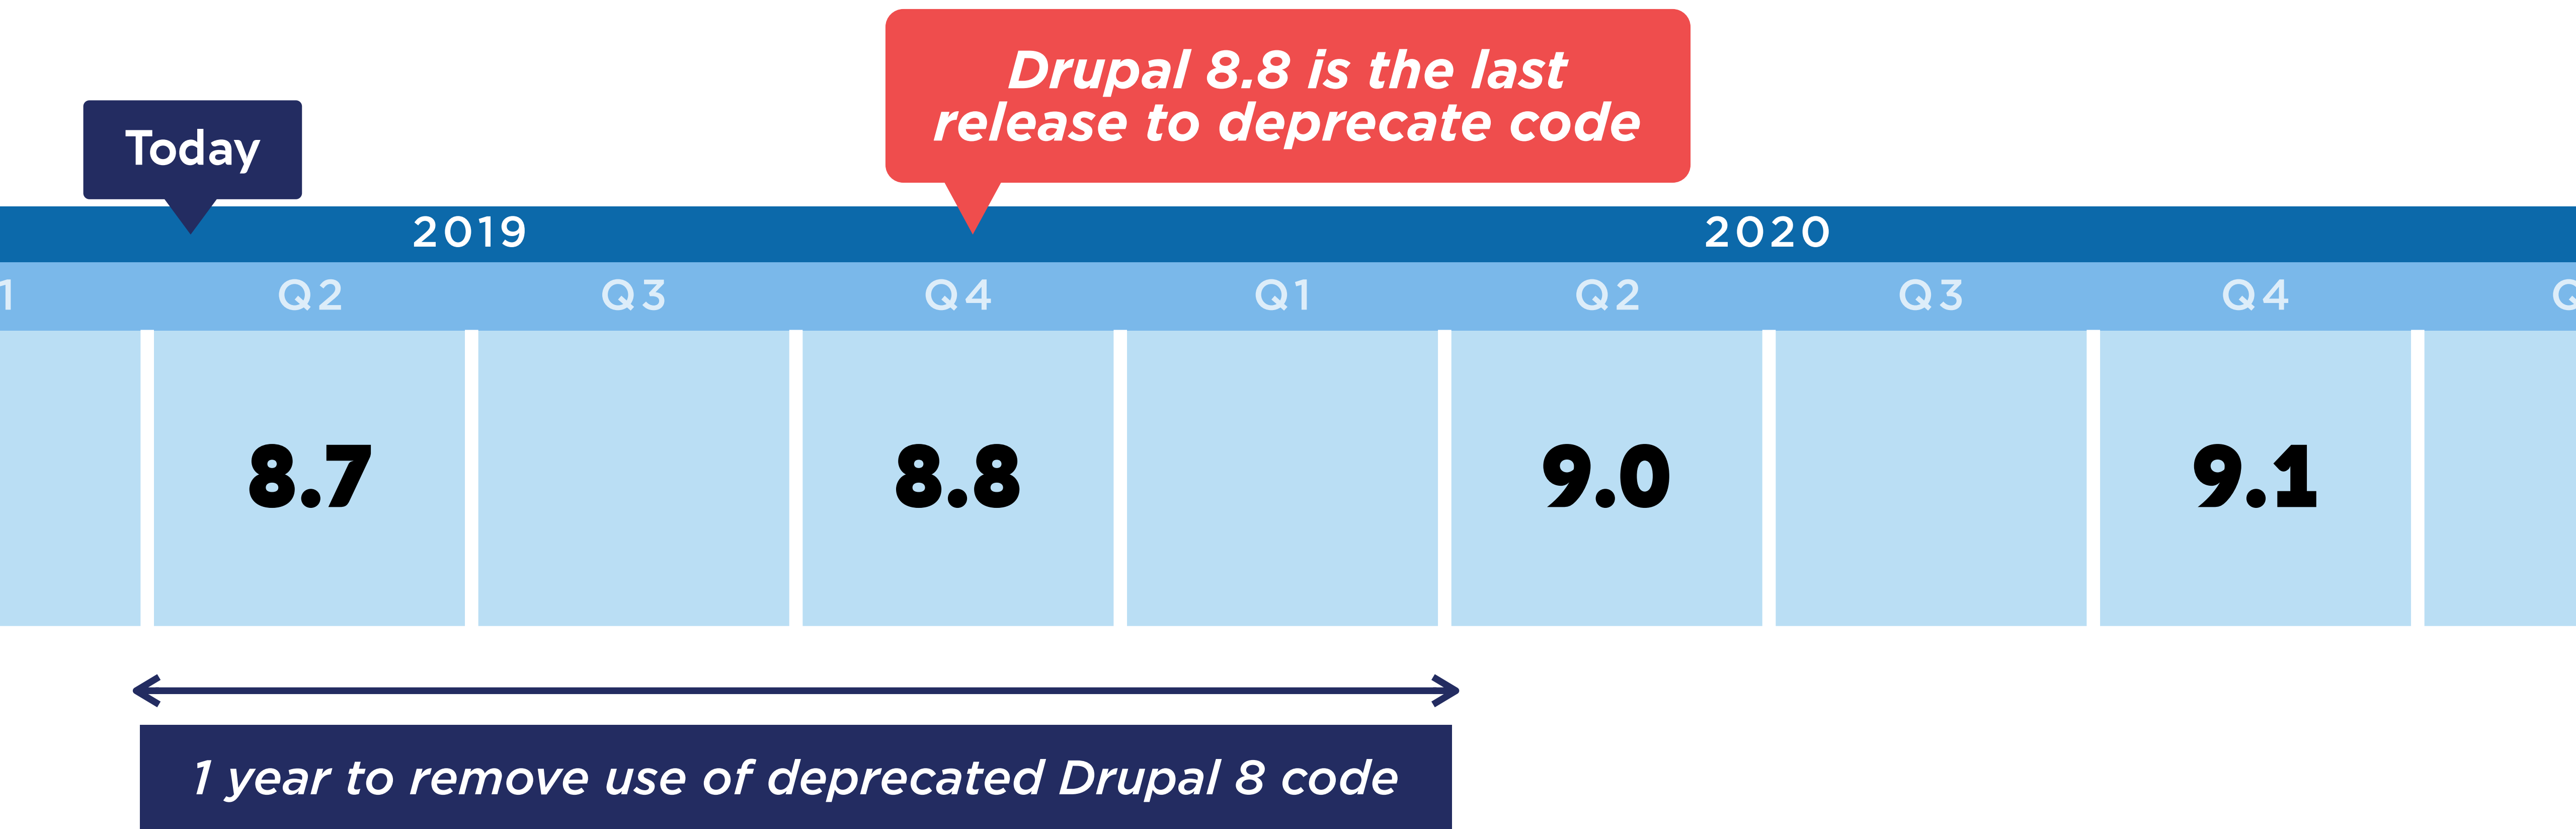 Drupal 8.8 is the last
release to deprecate code
Today
2019 2020
1 Q2 Q3 Q4 Q1 Q2 Q3 Q4 Q
8.7 8.8 9.0 9.1
1 year to remove use of deprecated Drupal 8 code